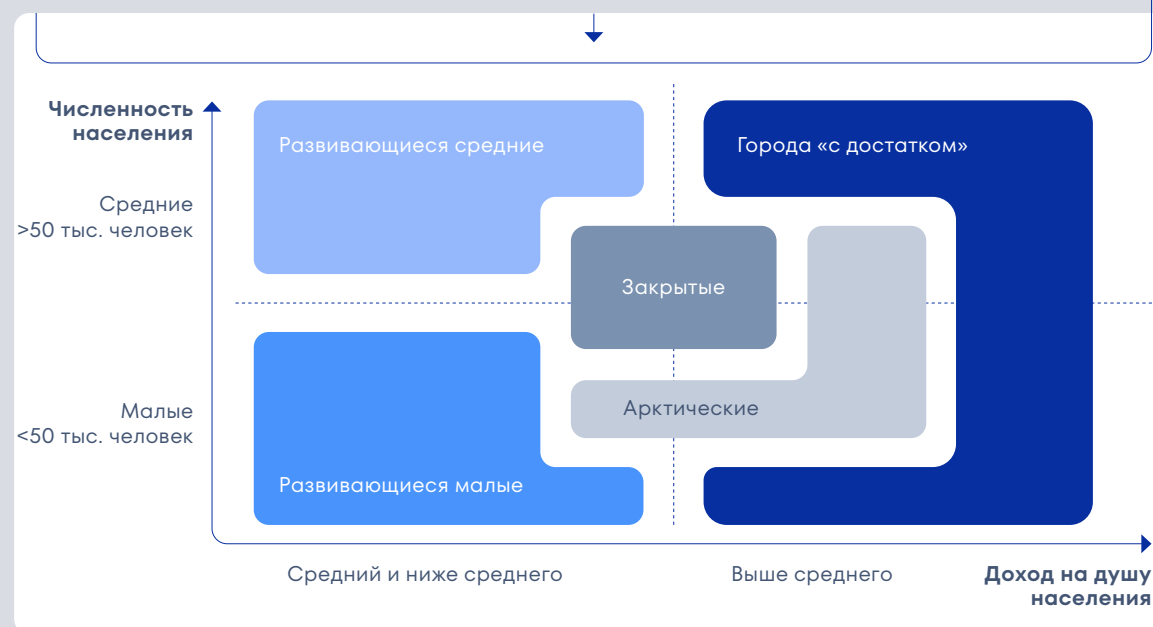 Численность
населения
Развивающиеся средние
Города «с достатком»
Средние
>50 тыс. человек
Закрытые
Малые
<50 тыс. человек
Арктические
Развивающиеся малые
Средний и ниже среднего
Выше среднего
Доход на душу
населения